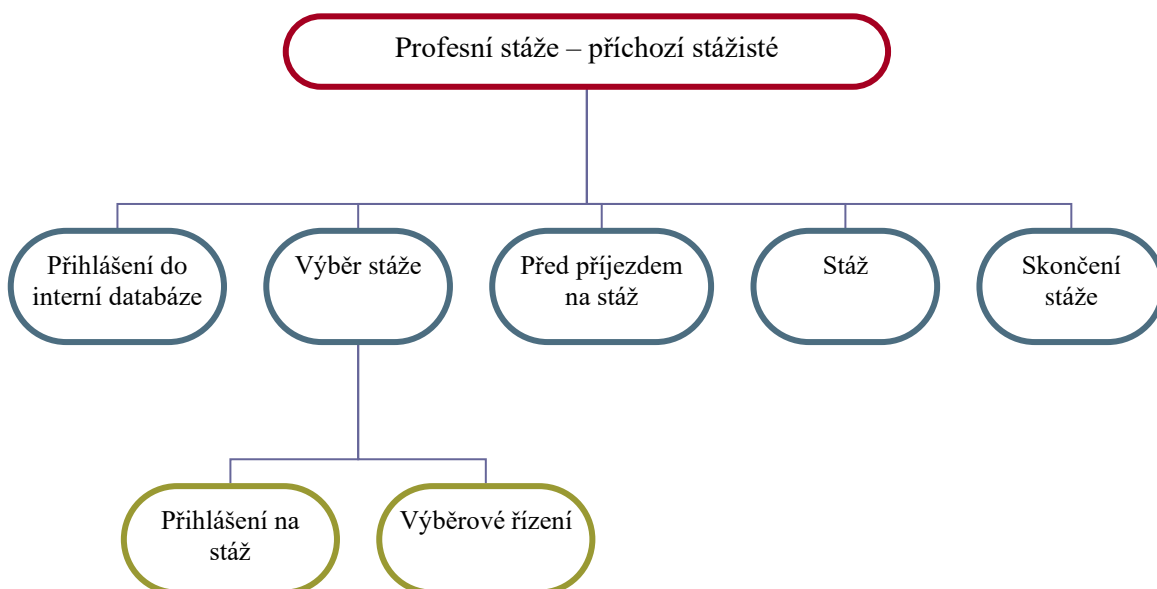 Profesní stáže – příchozí stážisté
Přihlášení do
interní databáze
Výběr stáže
Před příjezdem
na stáž
Stáž
Skončení
stáže
Přihlášení na
stáž
Výběrové řízení